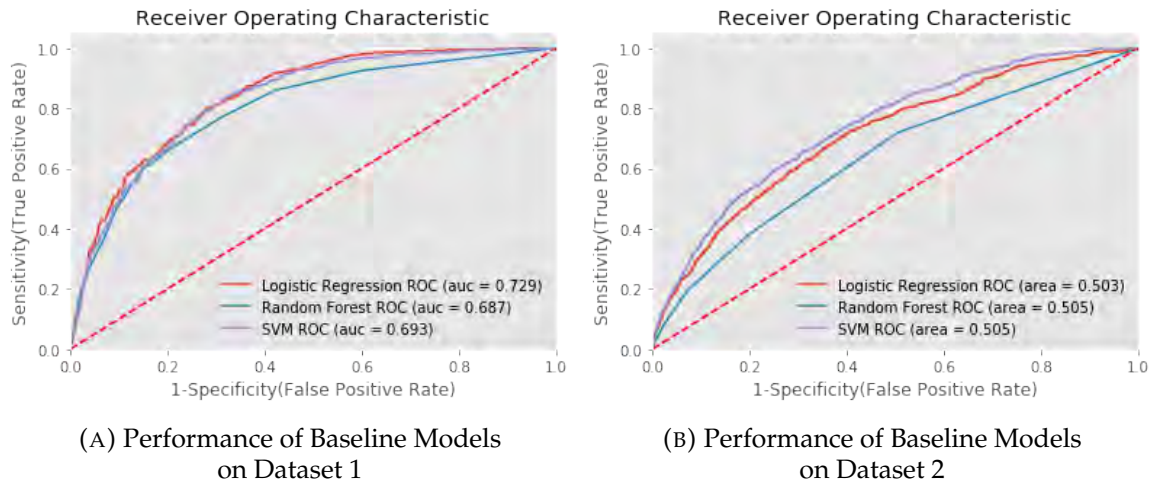 Receiver Operating Characteristic
1.0
0.8
0.6
0.4
0.2
0.0
Sensitivity(True Positive Rate)
Logistic Regression ROC (auc = 0.729)
Random Forest ROC (auc = 0.687)
SVM ROC (auc = 0.693)
0.0 0.2 0.4 0.6 0.8 1.0
1-Specificity(False Positive Rate)
(A) Performance of Baseline Models
on Dataset 1
Receiver Operating Characteristic
1.0
0.8
0.6
0.4
0.2
0.0
Sensitivity(True Positive Rate)
Logistic Regression ROC (area = 0.503)
Random Forest ROC (area = 0.505)
SVM ROC (area = 0.505)
0.0 0.2 0.4 0.6 0.8 1.0
1-Specificity(False Positive Rate)
(B) Performance of Baseline Models
on Dataset 2